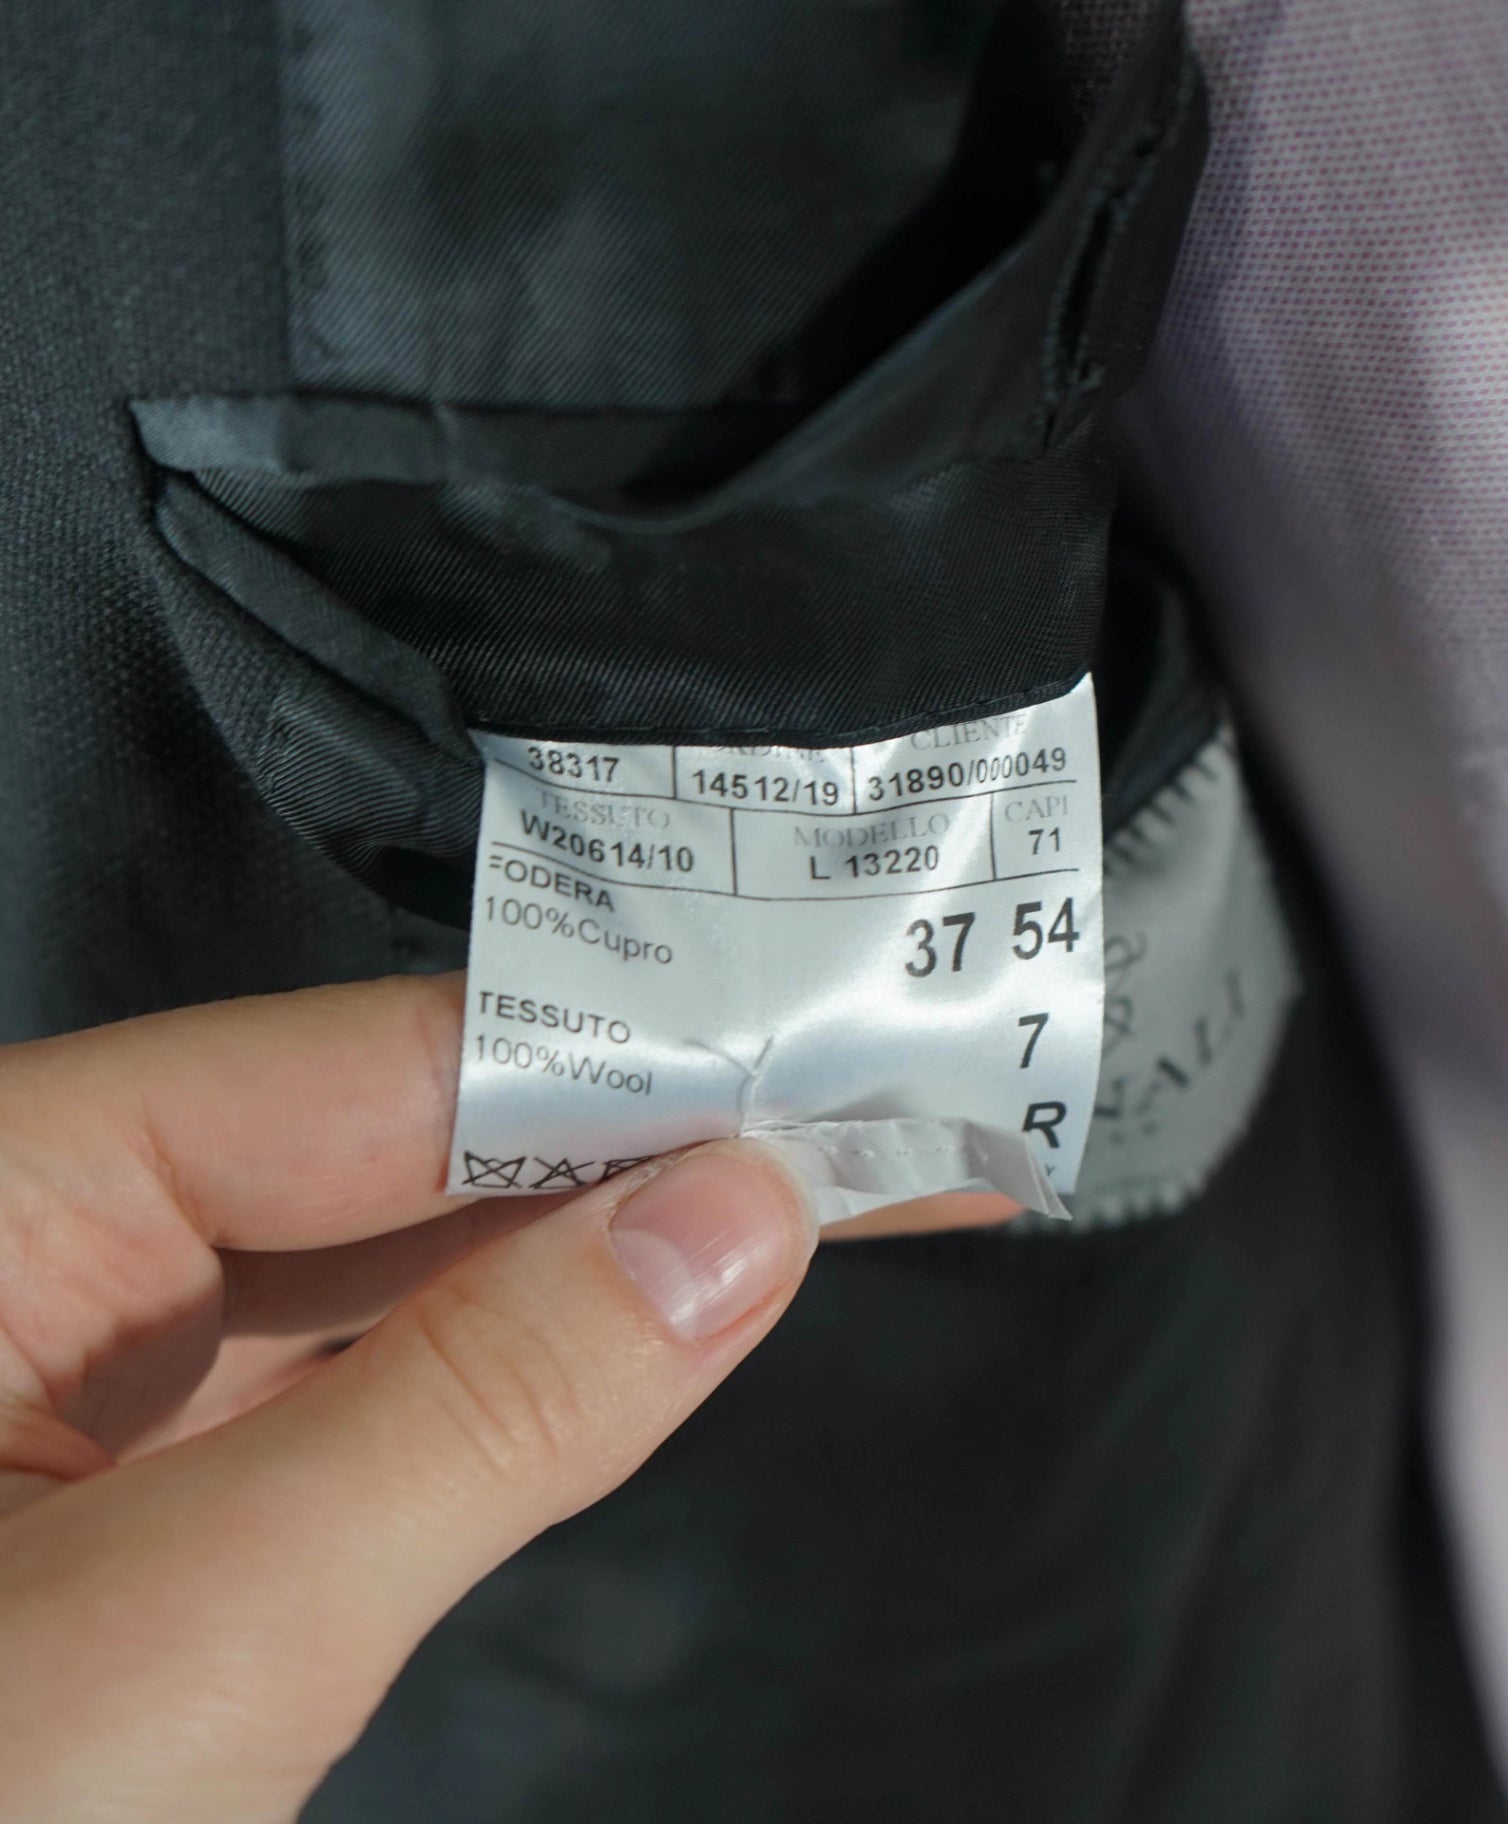 38317 14512/19 CLIENTE 31890/000049
TESSUTO MODELLO CAPI
W20614/10 L 13220 71
FODERA
100%Cupro
37 54
TESSUTO
100%Wool
7
R